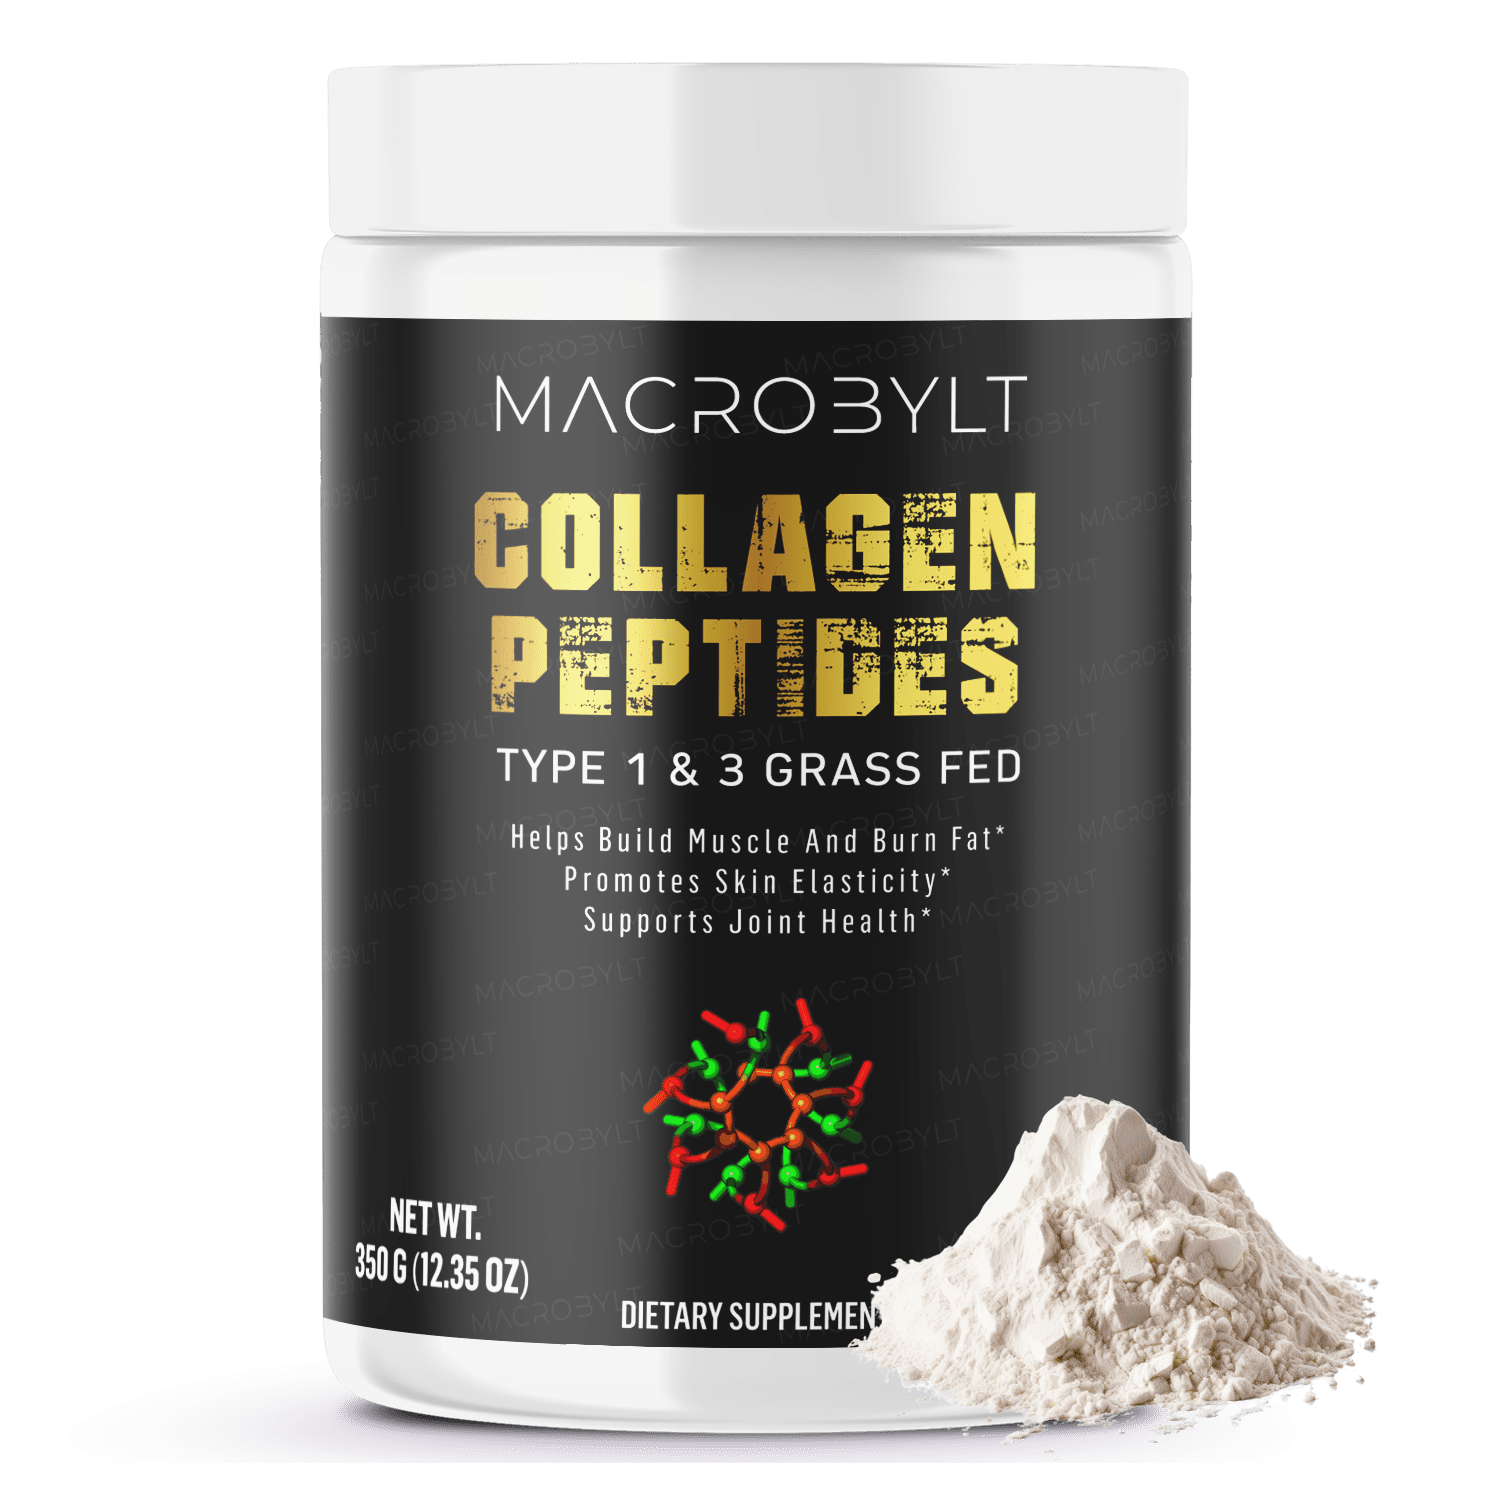 MACROBYLT
COLLAGEN
PEPTIDES
TYPE 1 & 3 GRASS FED
Helps Build Muscle And Burn Fat*
Promotes Skin Elasticity*
Supports Joint Health*
NET WT.
350 G (12.35 OZ)
DIETARY SUPPLEMEN